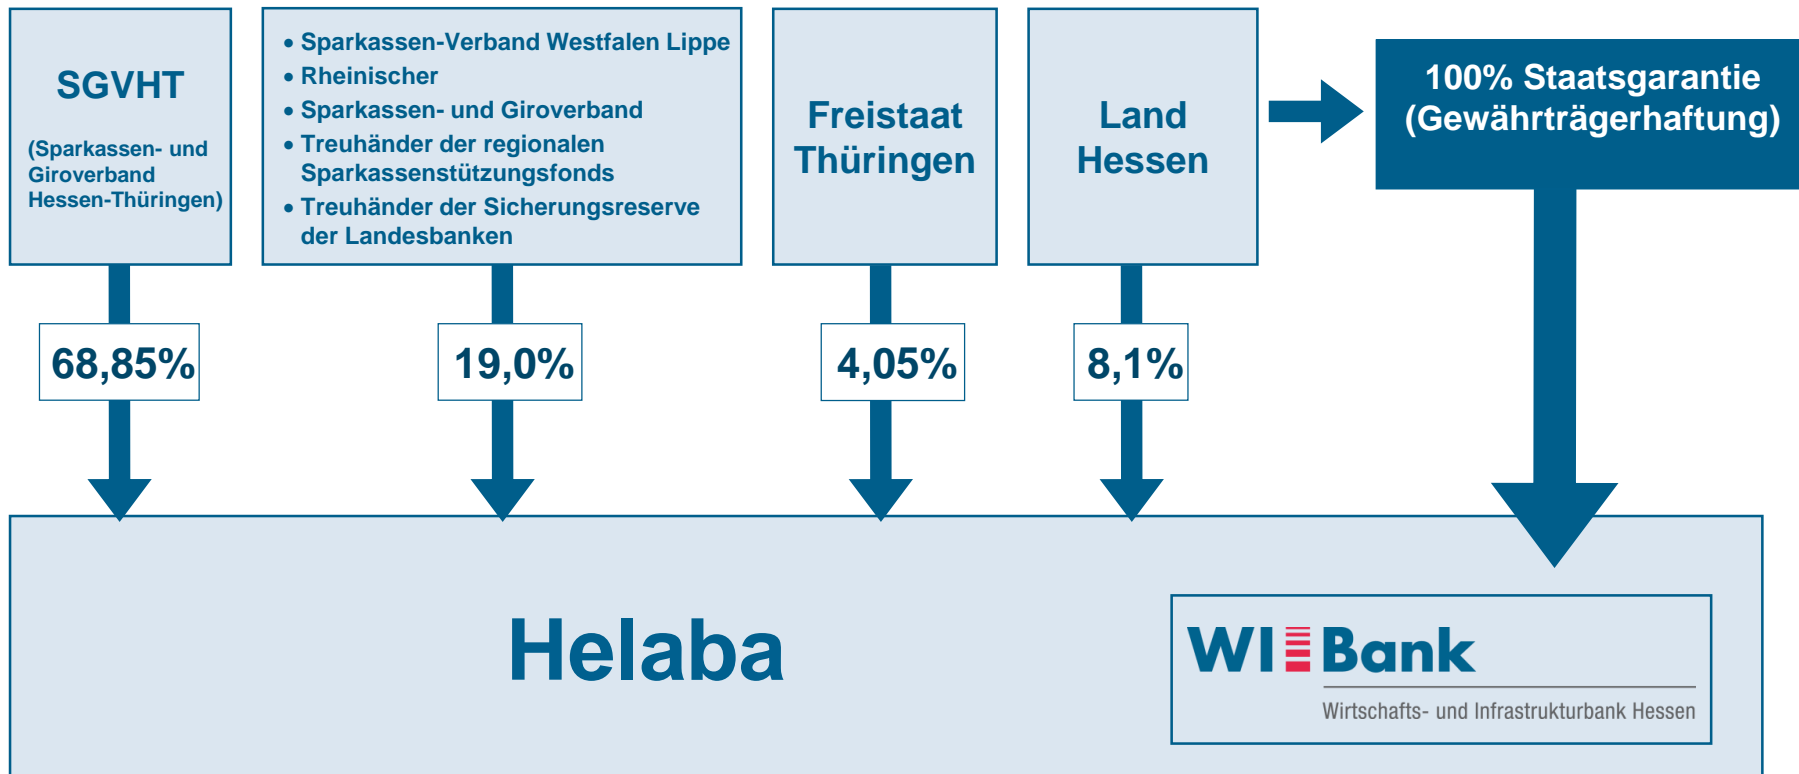 SGVHT
(Sparkassen- und
Giroverband
Hessen-Thüringen)
• Sparkassen-Verband Westfalen Lippe
• Rheinischer
• Sparkassen- und Giroverband
• Treuhänder der regionalen
Sparkassenstützungsfonds
• Treuhänder der Sicherungsreserve
der Landesbanken
Freistaat
Thüringen
Land
Hessen
100% Staatsgarantie
(Gewährträgerhaftung)
68,85%
19,0%
4,05%
8,1%
Helaba
WI Bank
Wirtschafts- und Infrastrukturbank Hessen